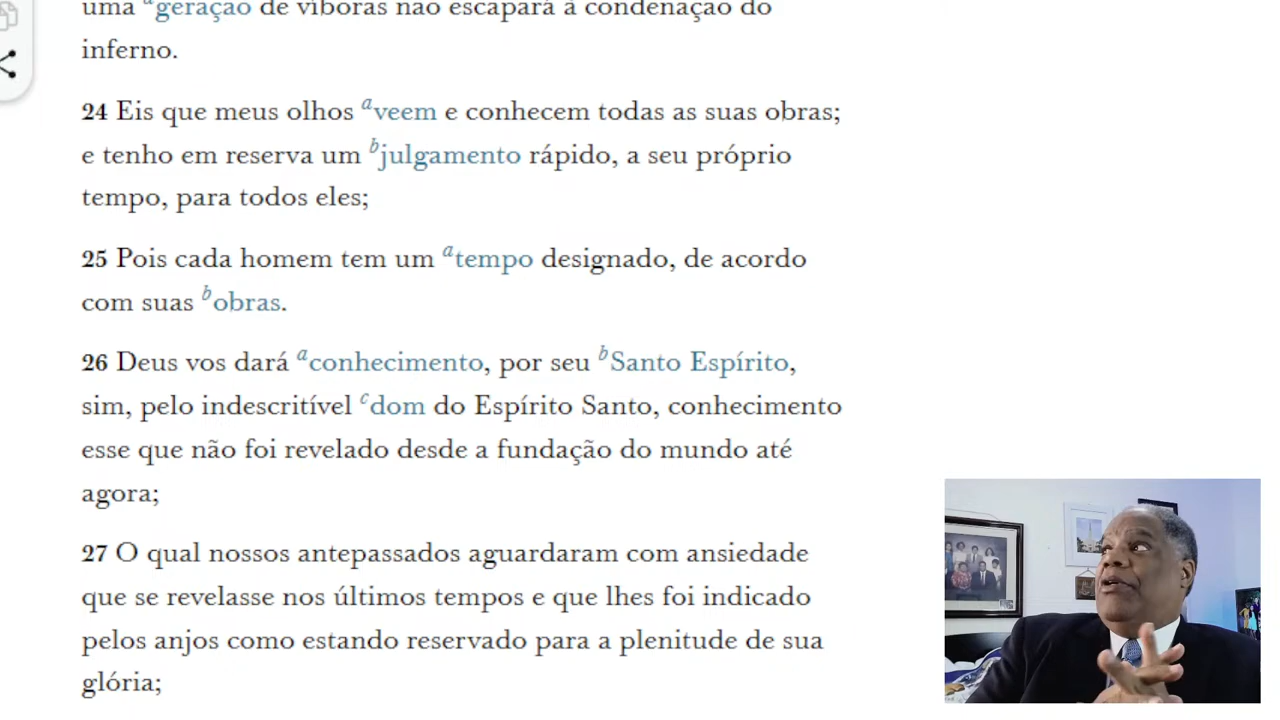 uma ageração de víboras não escapará à condenação do
inferno.
24 Eis que meus olhos aveem e conhecem todas as suas obras;
e tenho em reserva um bjulgamento rápido, a seu próprio
tempo, para todos eles;
25 Pois cada homem tem um atempo designado, de acordo
com suas bobras.
26 Deus vos dará aconhecimento, por seu bSanto Espírito,
sim, pelo indescritível cdom do Espírito Santo, conhecimento
esse que não foi revelado desde a fundação do mundo até
agora;
27 O qual nossos antepassados aguardaram com ansiedade
que se revelasse nos últimos tempos e que lhes foi indicado
pelos anjos como estando reservado para a plenitude de sua
glória;